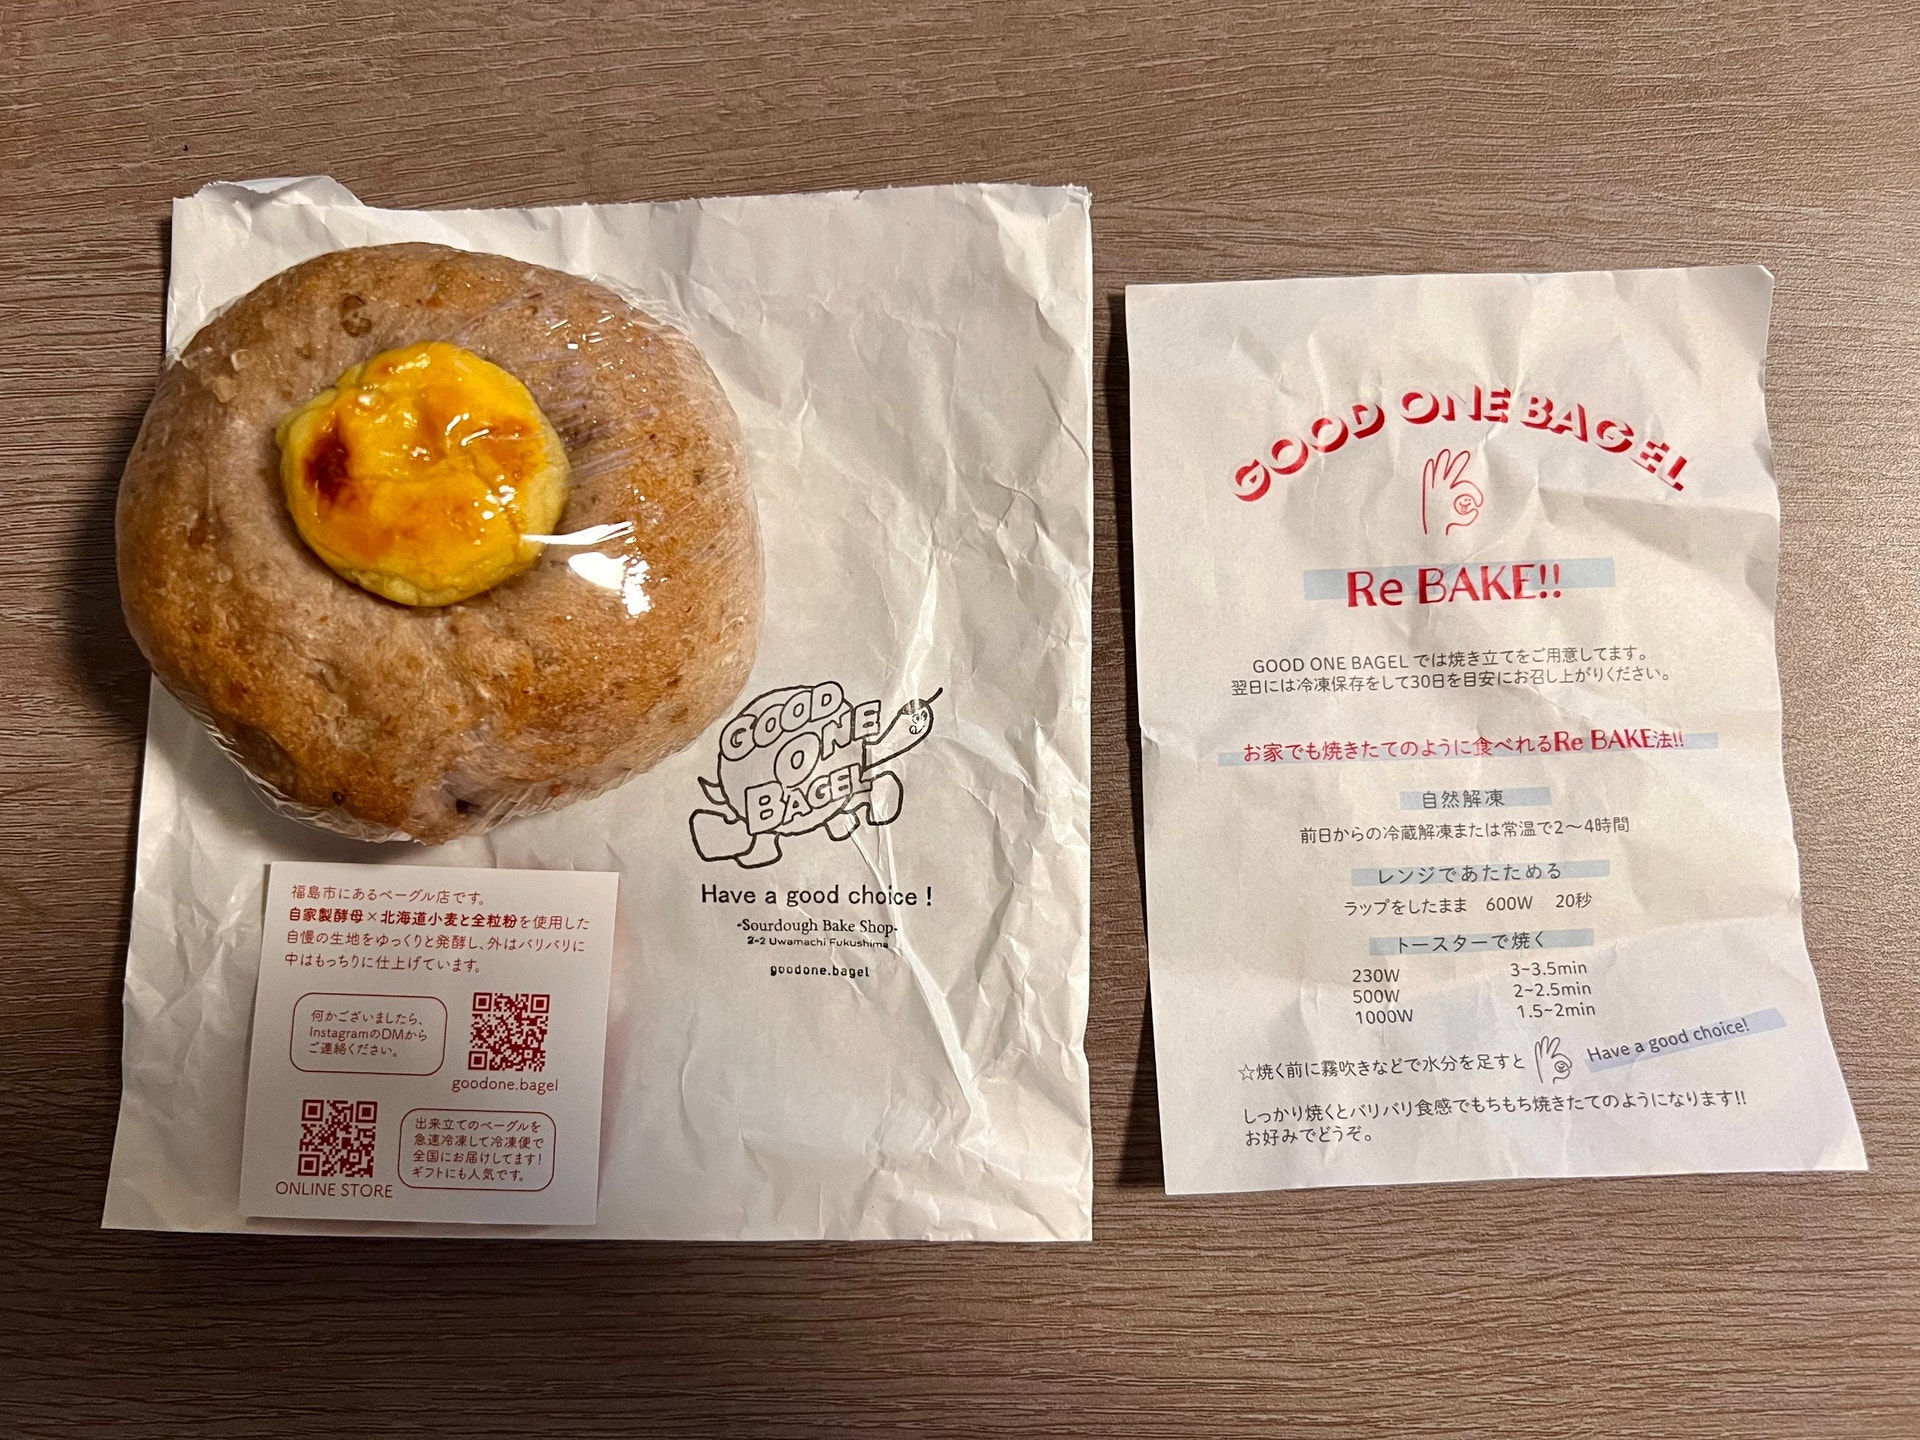 GOOD
ONE
BAGEL
Have a good choice !
-Sourdough Bake Shop-
2-2 Uwamachi Fukushima
goodone.bagel
福島市にあるベーグル店です。
自家製酵母×北海道小麦と全粒粉を使用した
自慢の生地をゆっくりと発酵し、外はバリバリに
中はもっちりに仕上げています。
何かございましたら、
InstagramのDMから
ご連絡ください。
goodone.bagel
出来立てのベーグルを
急速冷凍して冷凍便で
全国にお届けしてます!
ギフトにも人気です。
ONLINE STORE
GOOD ONE BAGEL
Re BAKE!!
GOOD ONE BAGEL では焼き立てをご用意してます。
翌日には冷凍保存をして30日を目安にお召し上がりください。
お家でも焼きたてのように食べれるRe BAKE法!!
自然解凍
前日からの冷蔵解凍または常温で2〜4時間
レンジであたためる
ラップをしたまま 600W 20秒
トースターで焼く
230W 3~3.5min
500W 2~2.5min
1000W 1.5~2min
☆焼く前に霧吹きなどで水分を足すと
Have a good choice!
しっかり焼くとバリバリ食感でもちもち焼きたてのようになります!!
お好みでどうぞ。